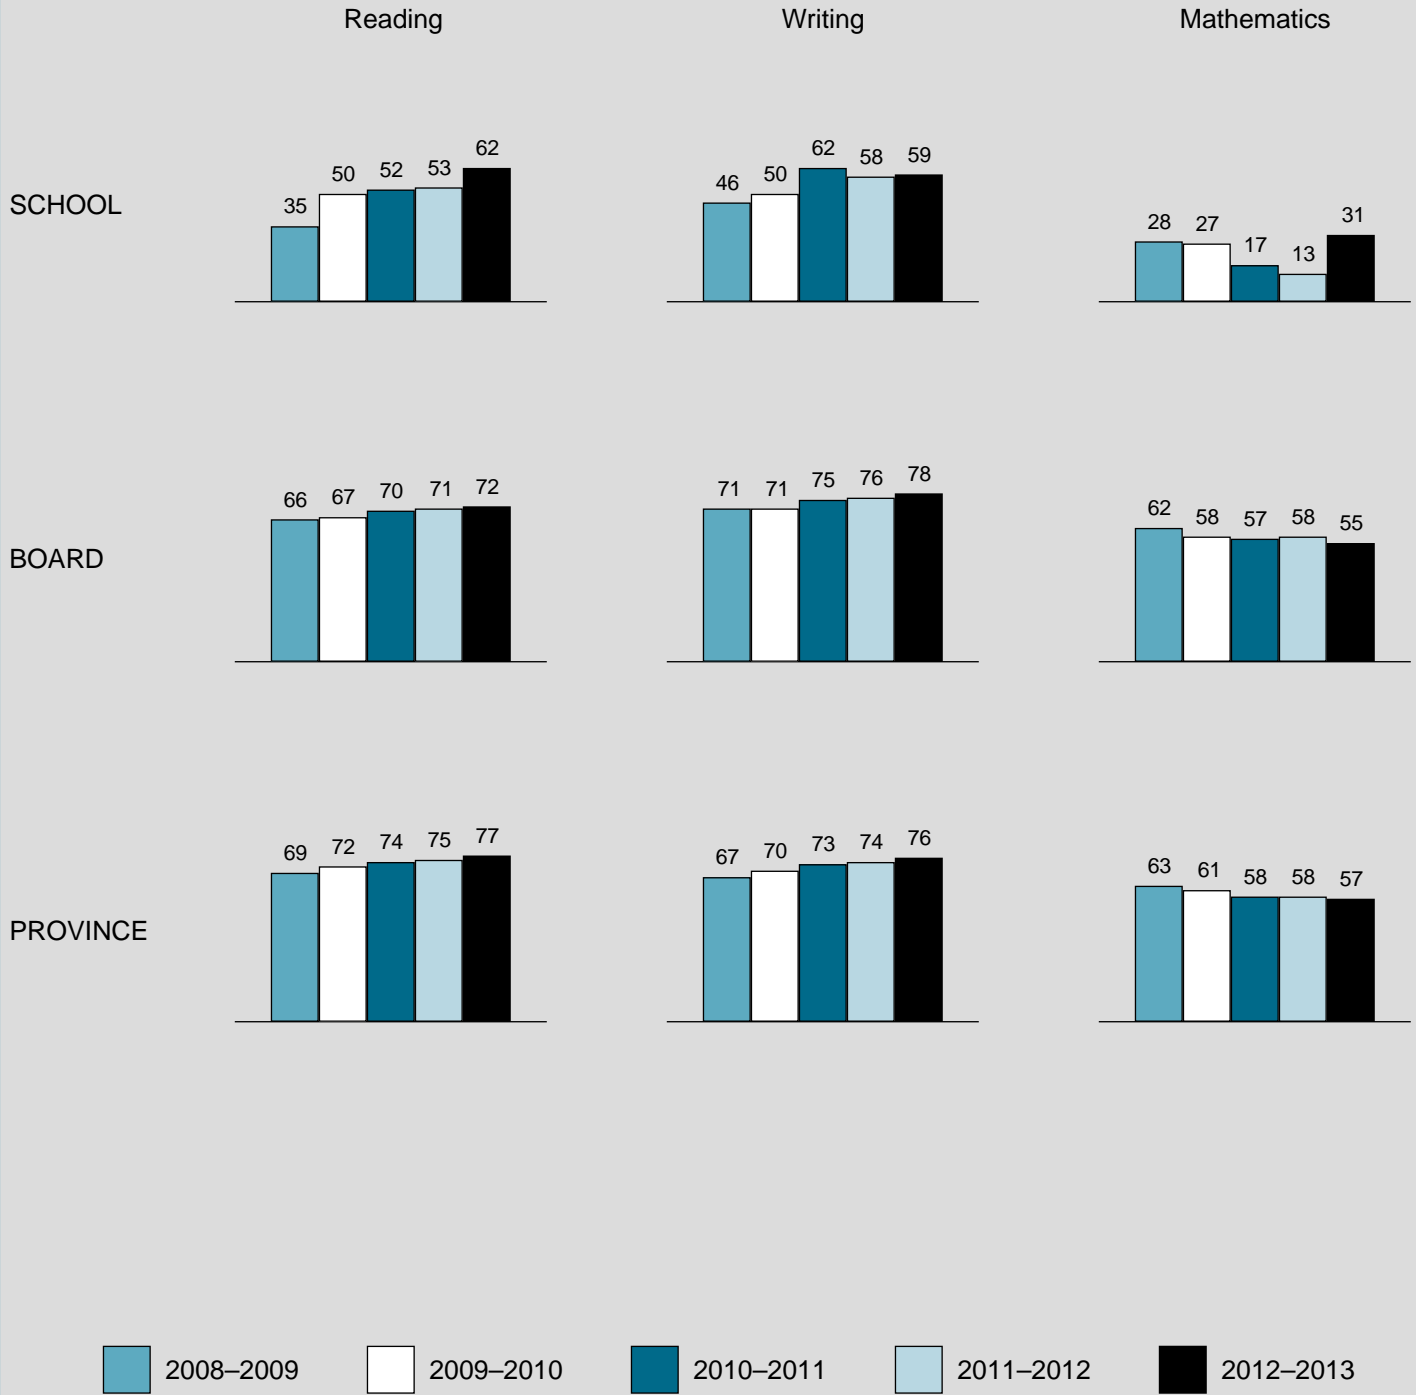 Reading Writing Mathematics
SCHOOL
35 50 52 53 62
46 50 62 58 59
28 27 17 13 31
BOARD
66 67 70 71 72
71 71 75 76 78
62 58 57 58 55
PROVINCE
69 72 74 75 77
67 70 73 74 76
63 61 58 58 57
2008–2009 2009–2010 2010–2011 2011–2012 2012–2013